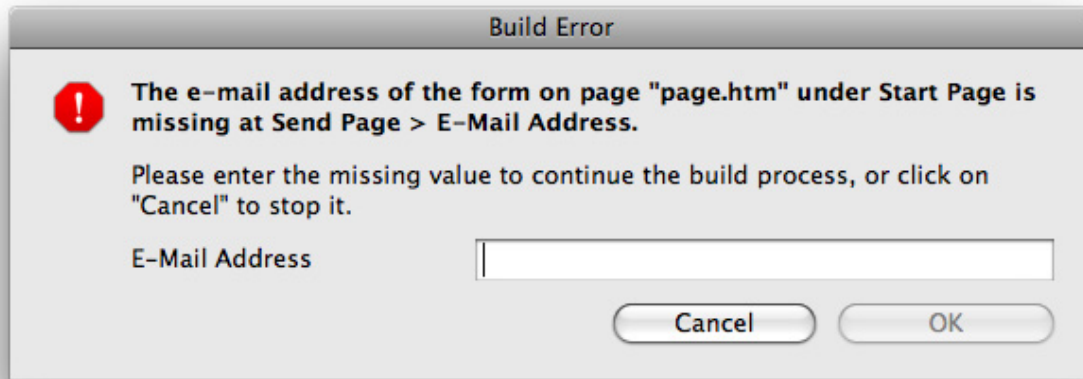 Build Error
The e-mail address of the form on page "page.htm" under Start Page is
missing at Send Page > E-Mail Address.
Please enter the missing value to continue the build process, or click on
"Cancel" to stop it.
E-Mail Address
Cancel
OK